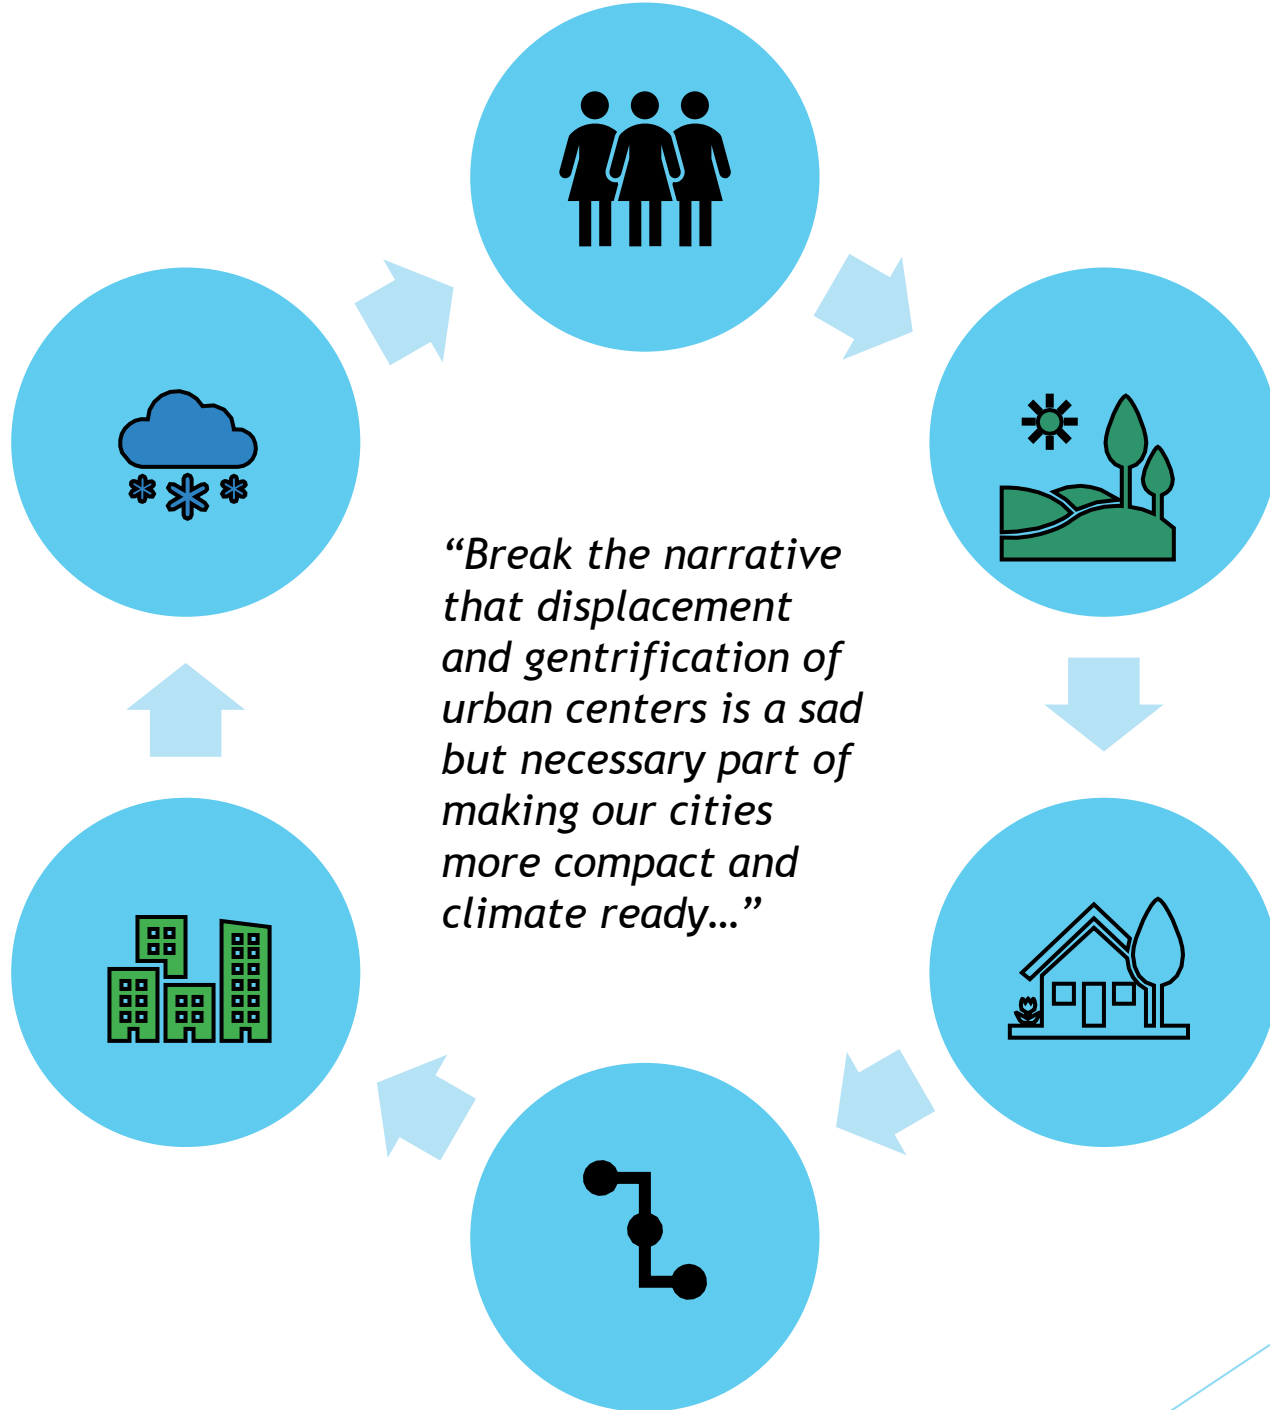 “Break the narrative
that displacement
and gentrification of
urban centers is a sad
but necessary part of
making our cities
more compact and
climate ready…”